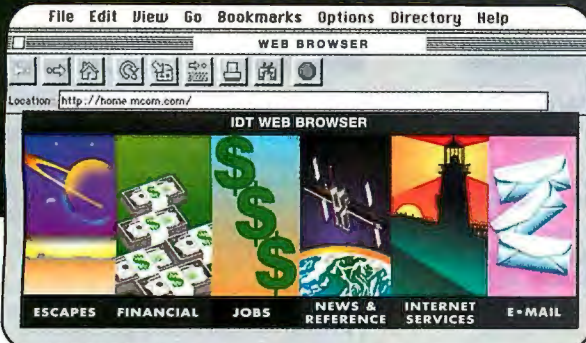 File Edit View Go Bookmarks Options Directory Help
WEB BROWSER
Location: http://home.mcom.com/
IDT WEB BROWSER
$ $ $
ESCAPES FINANCIAL JOBS NEWS & REFERENCE INTERNET SERVICES E•MAIL